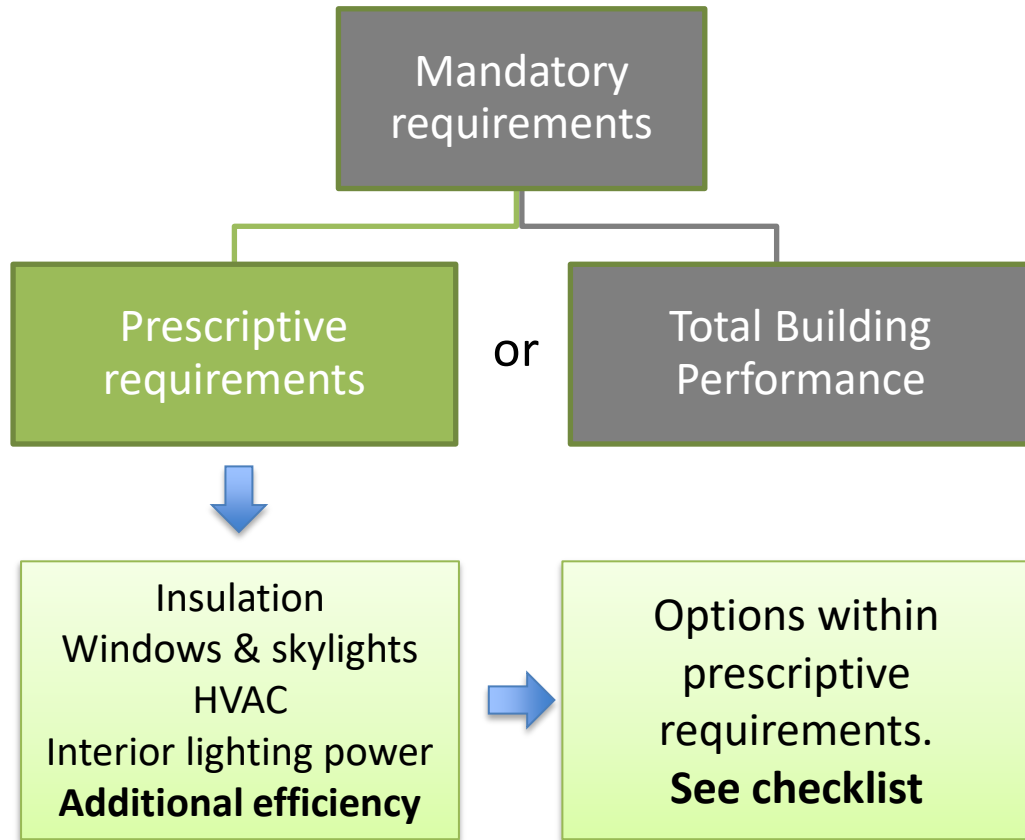 Mandatory
requirements
Prescriptive
requirements
or
Total Building
Performance
Insulation
Windows & skylights
HVAC
Interior lighting power
Additional efficiency
Options within
prescriptive
requirements.
See checklist